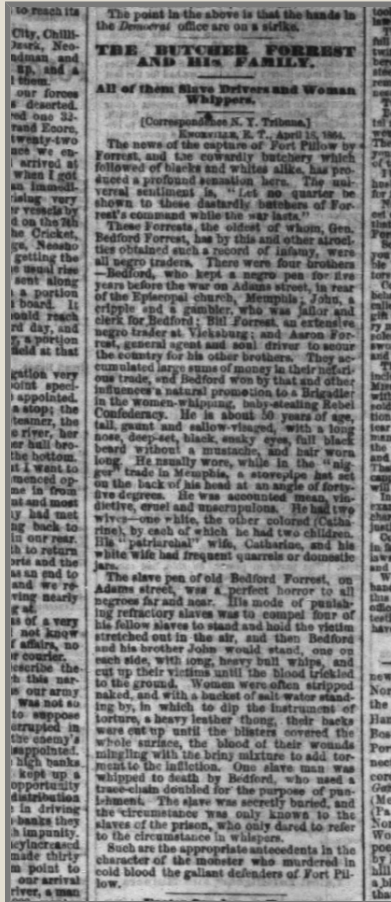 The point in the above is that the hands in
the Democrat office are on a strike.
THE BUTCHER FORREST
AND HIS FAMILY.
All of them Slave Drivers and Woman
Whippers.
[Correspondence N. Y. Tribune.]
KNOXVILLE, E. T., April 18, 1864.
The news of the capture of Fort Pillow by
Forrest, and the cowardly butchery which
followed of blacks and whites alike, has pro-
duced a profound sensation here. The uni-
versal sentiment is, "Let no quarter be
shown to these dastardly butchers of For-
rest's command while the war lasts."
These Forrests, the oldest of whom, Gen.
Bedford Forrest, has by this and other atroci-
ties obtained such a record of infamy, were
all negro traders. There were four brothers
—Bedford, who kept a negro pen for five
years before the war on Adams street, in rear
of the Episcopal church, Memphis; John, a
cripple and a gambler, who was jailor and
clerk for Bedford; Bill Forrest, an extensive
negro trader at Vicksburg; and Aaron For-
rest, general agent and soul driver to scour
the country for his other brothers. They ac-
cumulated large sums of money in their nefari-
ous trade, and Bedford won by that and other
influences a natural promotion to a Brigadier
in the women-whipping, baby-stealing Rebel
Confederacy. He is about 50 years of age,
tall, gaunt and sallow-visaged, with a long
nose, deep-set, black, snaky eyes, full black
beard without a mustache, and hair worn
long. He usually wore, while in the "nig-
ger" trade in Memphis, a stovepipe hat set
on the back of his head at an angle of forty-
five degrees. He was accounted mean, vin-
dictive, cruel and unscrupulous. He had two
wives—one white, the other colored (Catha-
rine), by each of which he had two children.
His "patriarchal" wife, Catharine, and his
white wife had frequent quarrels or domestic
jars.
The slave pen of old Bedford Forrest, on
Adams street, was a perfect horror to all
negroes far and near. His mode of punish-
ing refractory slaves was to compel four of
his fellow slaves to stand and hold the victim
stretched out in the air, and then Bedford
and his brother John would stand, one on
each side, with long, heavy bull whips, and
cut up their victims until the blood trickled
to the ground. Women were often stripped
naked, and with a bucket of salt water stand-
ing by, in which to dip the instrument of
torture, a heavy leather thong, their backs
were cut up until the blisters covered the
whole surface, the blood of their wounds
mingling with the briny mixture to add tor-
ment to the infliction. One slave man was
whipped to death by Bedford, who used a
trace-chain doubled for the purpose of pun-
ishment. The slave was secretly buried, and
the circumstance was only known to the
slaves of the prison, who only dared to refer
to the circumstance in whispers.
Such are the appropriate antecedents in the
character of the monster who murdered in
cold blood the gallant defenders of Fort Pil-
low.